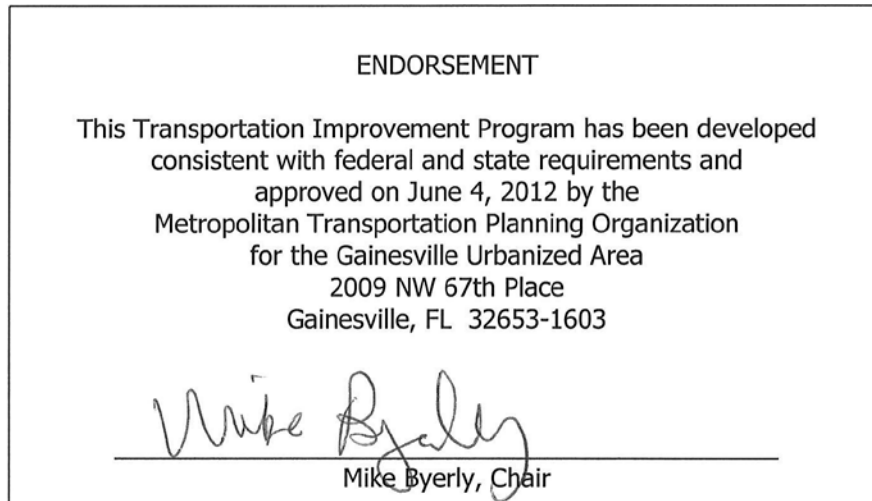 ENDORSEMENT
This Transportation Improvement Program has been developed
consistent with federal and state requirements and
approved on June 4, 2012 by the
Metropolitan Transportation Planning Organization
for the Gainesville Urbanized Area
2009 NW 67th Place
Gainesville, FL 32653-1603
Mike Byerly
Mike Byerly, Chair